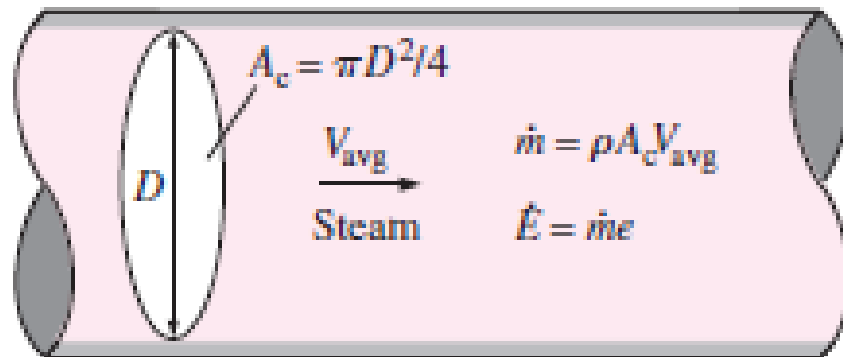 A_c = πD²/4
V_avg
ṁ = ρA_cV_avg
D
Steam
Ė = ṁe